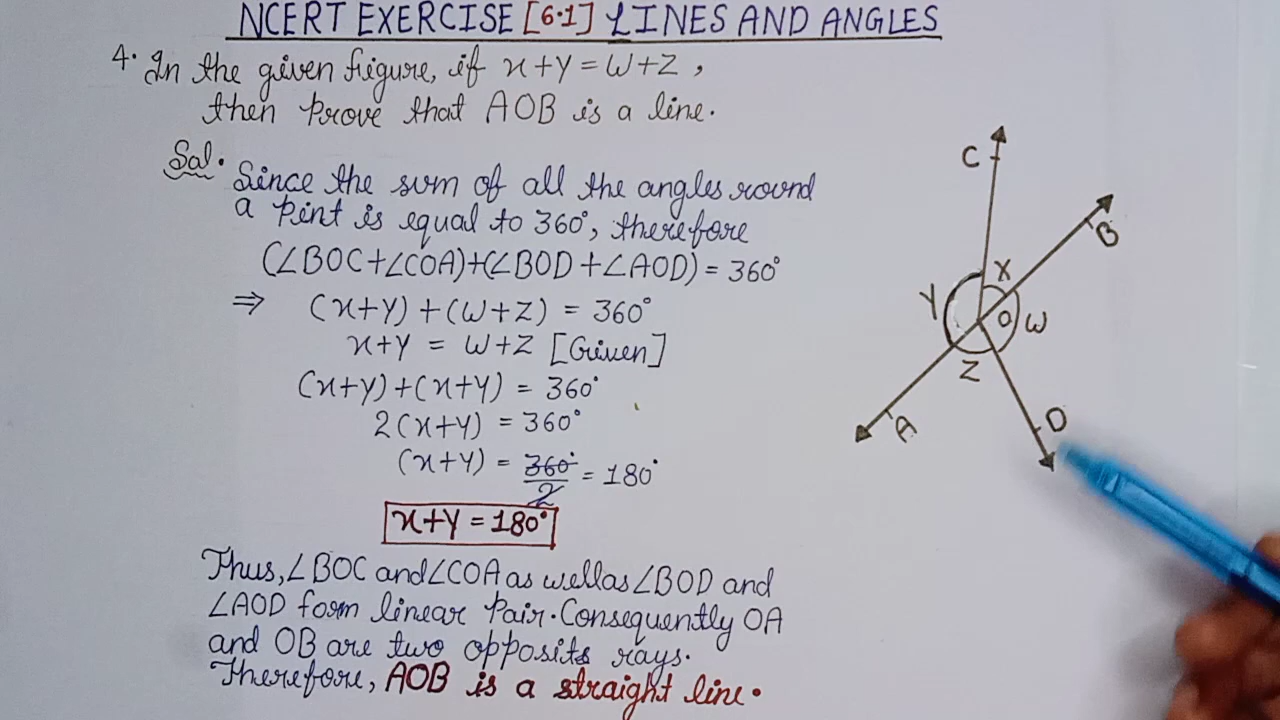 NCERT EXERCISE [6.1] LINES AND ANGLES
4. In the given figure, if x+y = w+z ,
then prove that AOB is a line.
Sol.
Since the sum of all the angles round
a pint is equal to 360°, therefore
(∠BOC+∠COA)+(∠BOD+∠AOD) = 360°
⇒ (x+y) + (w+z) = 360°
x+y = w+z [Given]
(x+y)+(x+y) = 360°
2(x+y) = 360°
(x+y) = 360°/2 = 180°
x+y = 180°
Thus, ∠BOC and ∠COA as well as ∠BOD and
∠AOD form linear pair. Consequently OA
and OB are two opposits rays.
Therefore, AOB is a straight line.
C
B
X
Y
O
W
Z
A
D